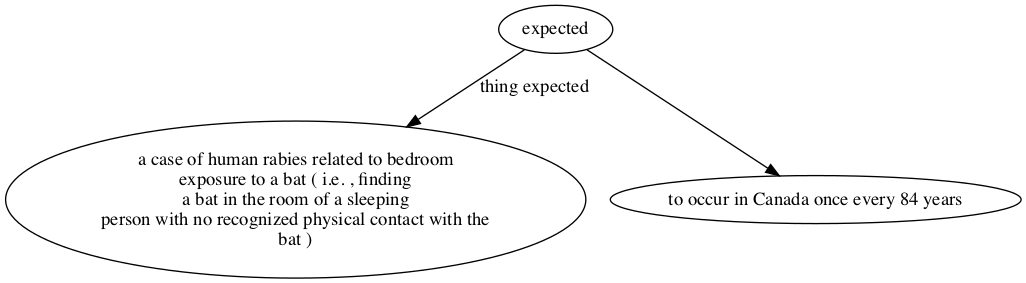 expected
thing expected
a case of human rabies related to bedroom
exposure to a bat ( i.e. , finding
a bat in the room of a sleeping
person with no recognized physical contact with the
bat )
to occur in Canada once every 84 years